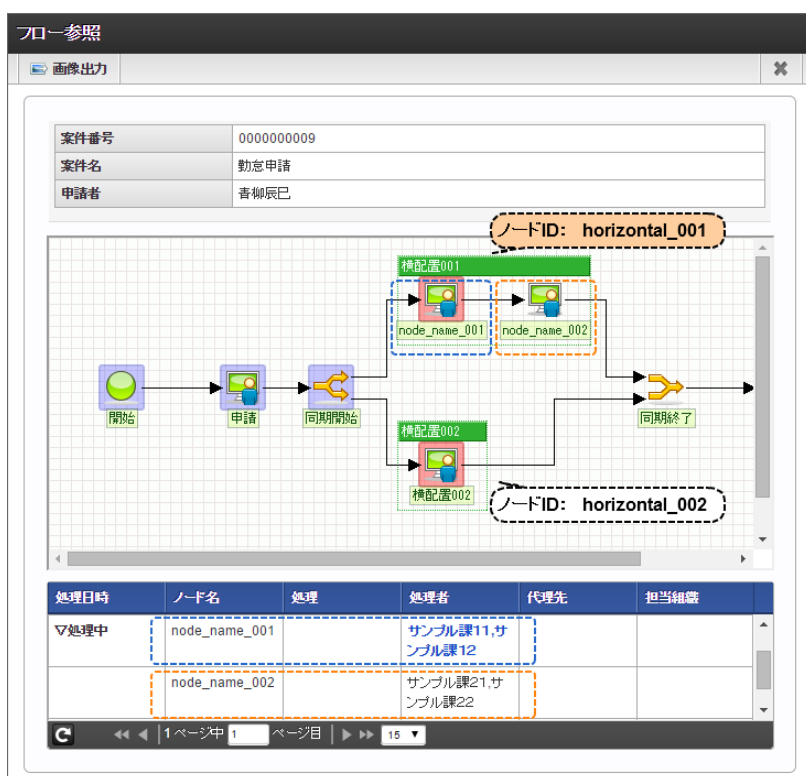 フロー参照
画像出力
案件番号 0000000009
案件名 勤怠申請
申請者 青柳辰巳
ノードID: horizontal_001
横配置001
node_name_001 node_name_002
開始 申請 同期開始 同期終了
横配置002
横配置002
ノードID: horizontal_002
処理日時 ノード名 処理 処理者 代理先 担当組織
▽処理中 node_name_001 サンプル課11,サ
ンプル課12
node_name_002 サンプル課21,サ
ンプル課22
1 ページ中 1 ページ目 15